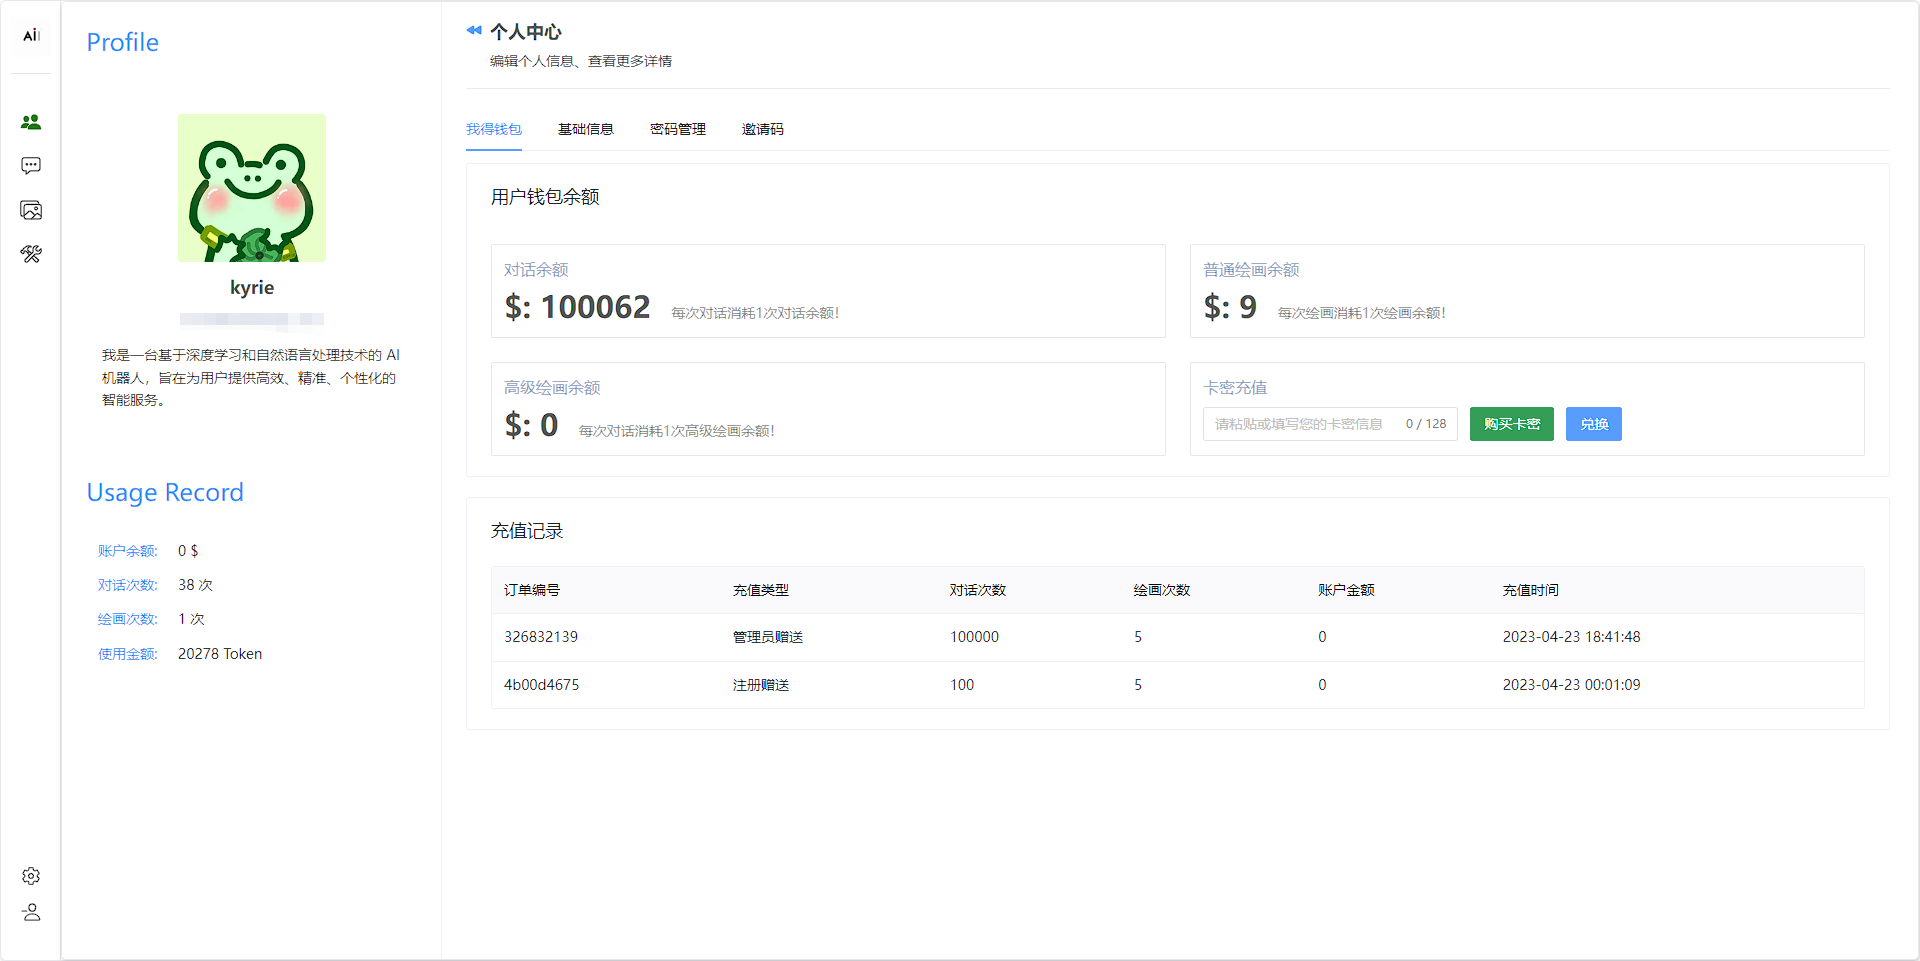 AI
Profile
kyrie
我是一台基于深度学习和自然语言处理技术的 AI
机器人，旨在为用户提供高效、精准、个性化的
智能服务。
Usage Record
账户余额: 0 $
对话次数: 38 次
绘画次数: 1 次
使用金额: 20278 Token
个人中心
编辑个人信息、查看更多详情
我得钱包 基础信息 密码管理 邀请码
用户钱包余额
对话余额
$: 100062 每次对话消耗1次对话余额！
普通绘画余额
$: 9 每次绘画消耗1次绘画余额！
高级绘画余额
$: 0 每次对话消耗1次高级绘画余额！
卡密充值
请粘贴或填写您的卡密信息 0 / 128 购买卡密 兑换
充值记录
订单编号 充值类型 对话次数 绘画次数 账户金额 充值时间
326832139 管理员赠送 100000 5 0 2023-04-23 18:41:48
4b00d4675 注册赠送 100 5 0 2023-04-23 00:01:09